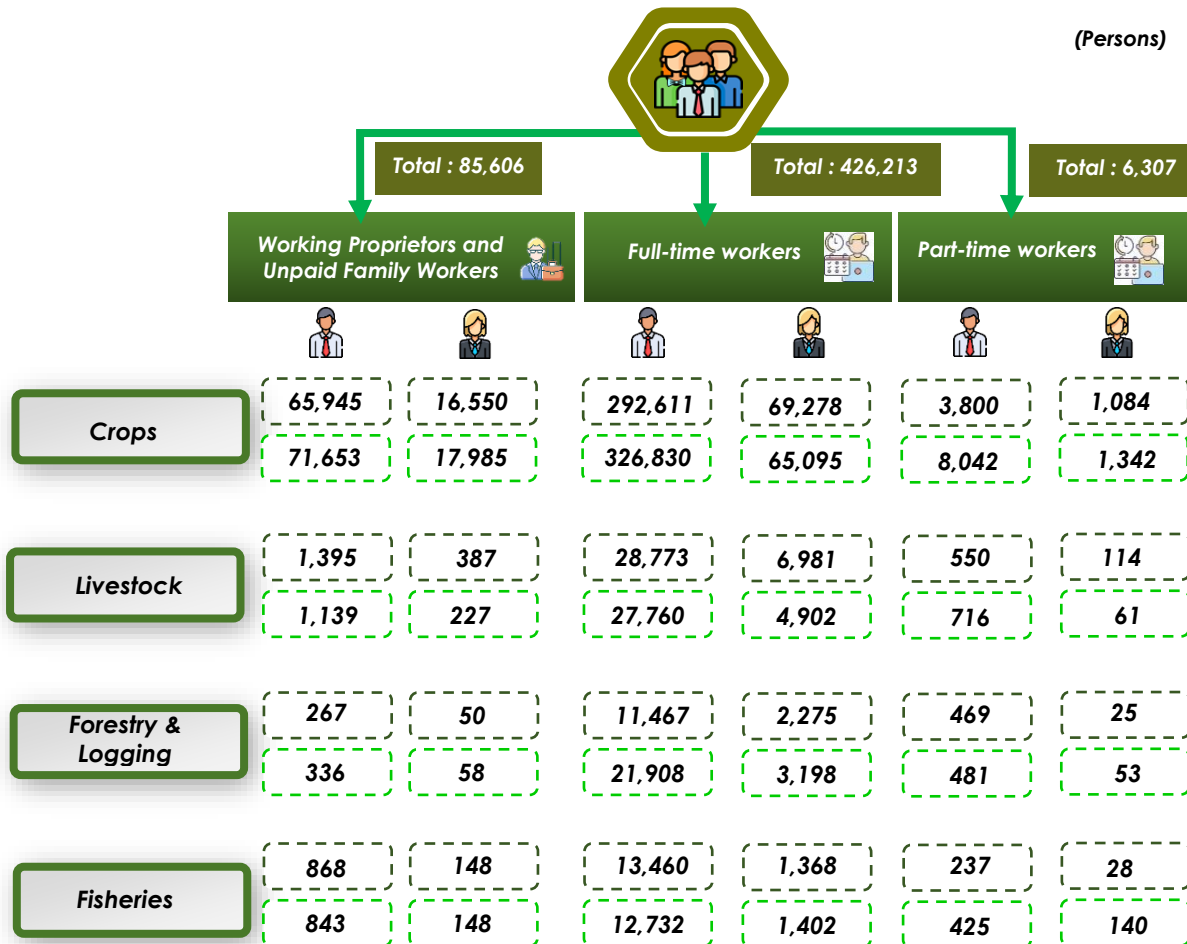 (Persons)
Total : 85,606
Total : 426,213
Total : 6,307
Working Proprietors and
Unpaid Family Workers
Full-time workers
Part-time workers
Crops
65,945 16,550 292,611 69,278 3,800 1,084
71,653 17,985 326,830 65,095 8,042 1,342
Livestock
1,395 387 28,773 6,981 550 114
1,139 227 27,760 4,902 716 61
Forestry &
Logging
267 50 11,467 2,275 469 25
336 58 21,908 3,198 481 53
Fisheries
868 148 13,460 1,368 237 28
843 148 12,732 1,402 425 140